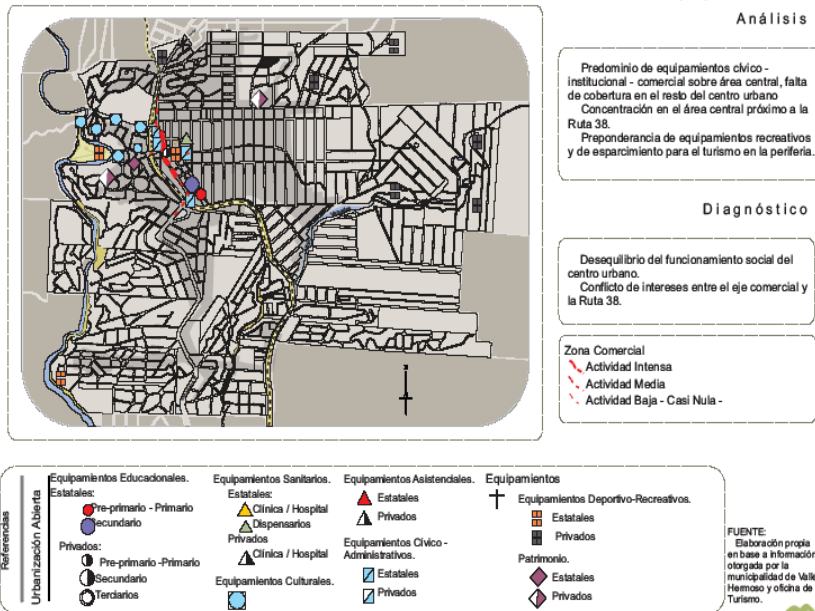 Análisis
Predominio de equipamientos cívico -
institucional - comercial sobre área central, falta
de cobertura en el resto del centro urbano
Concentración en el área central próximo a la
Ruta 38.
Preponderancia de equipamientos recreativos
y de esparcimiento para el turismo en la periferia.
Diagnóstico
Desequilibrio del funcionamiento social del
centro urbano.
Conflicto de intereses entre el eje comercial y
la Ruta 38.
Zona Comercial
Actividad Intensa
Actividad Media
Actividad Baja - Casi Nula -
Referencias
Urbanización Abierta
Equipamientos Educacionales.
Estatales:
Pre-primario - Primario
Secundario
Privados:
Pre-primario -Primario
Secundario
Terciarios
Equipamientos Sanitarios.
Estatales:
Clínica / Hospital
Dispensarios
Privados
Clínica / Hospital
Equipamientos Culturales.
Equipamientos Asistenciales.
Estatales
Privados
Equipamientos Cívico -
Administrativos.
Estatales
Privados
Equipamientos
Equipamientos Deportivo-Recreativos.
Estatales
Privados
Patrimonio.
Estatales
Privados
FUENTE:
Elaboración propia
en base a información
otorgada por la
municipalidad de Valle
Hermoso y oficina de
Turismo.